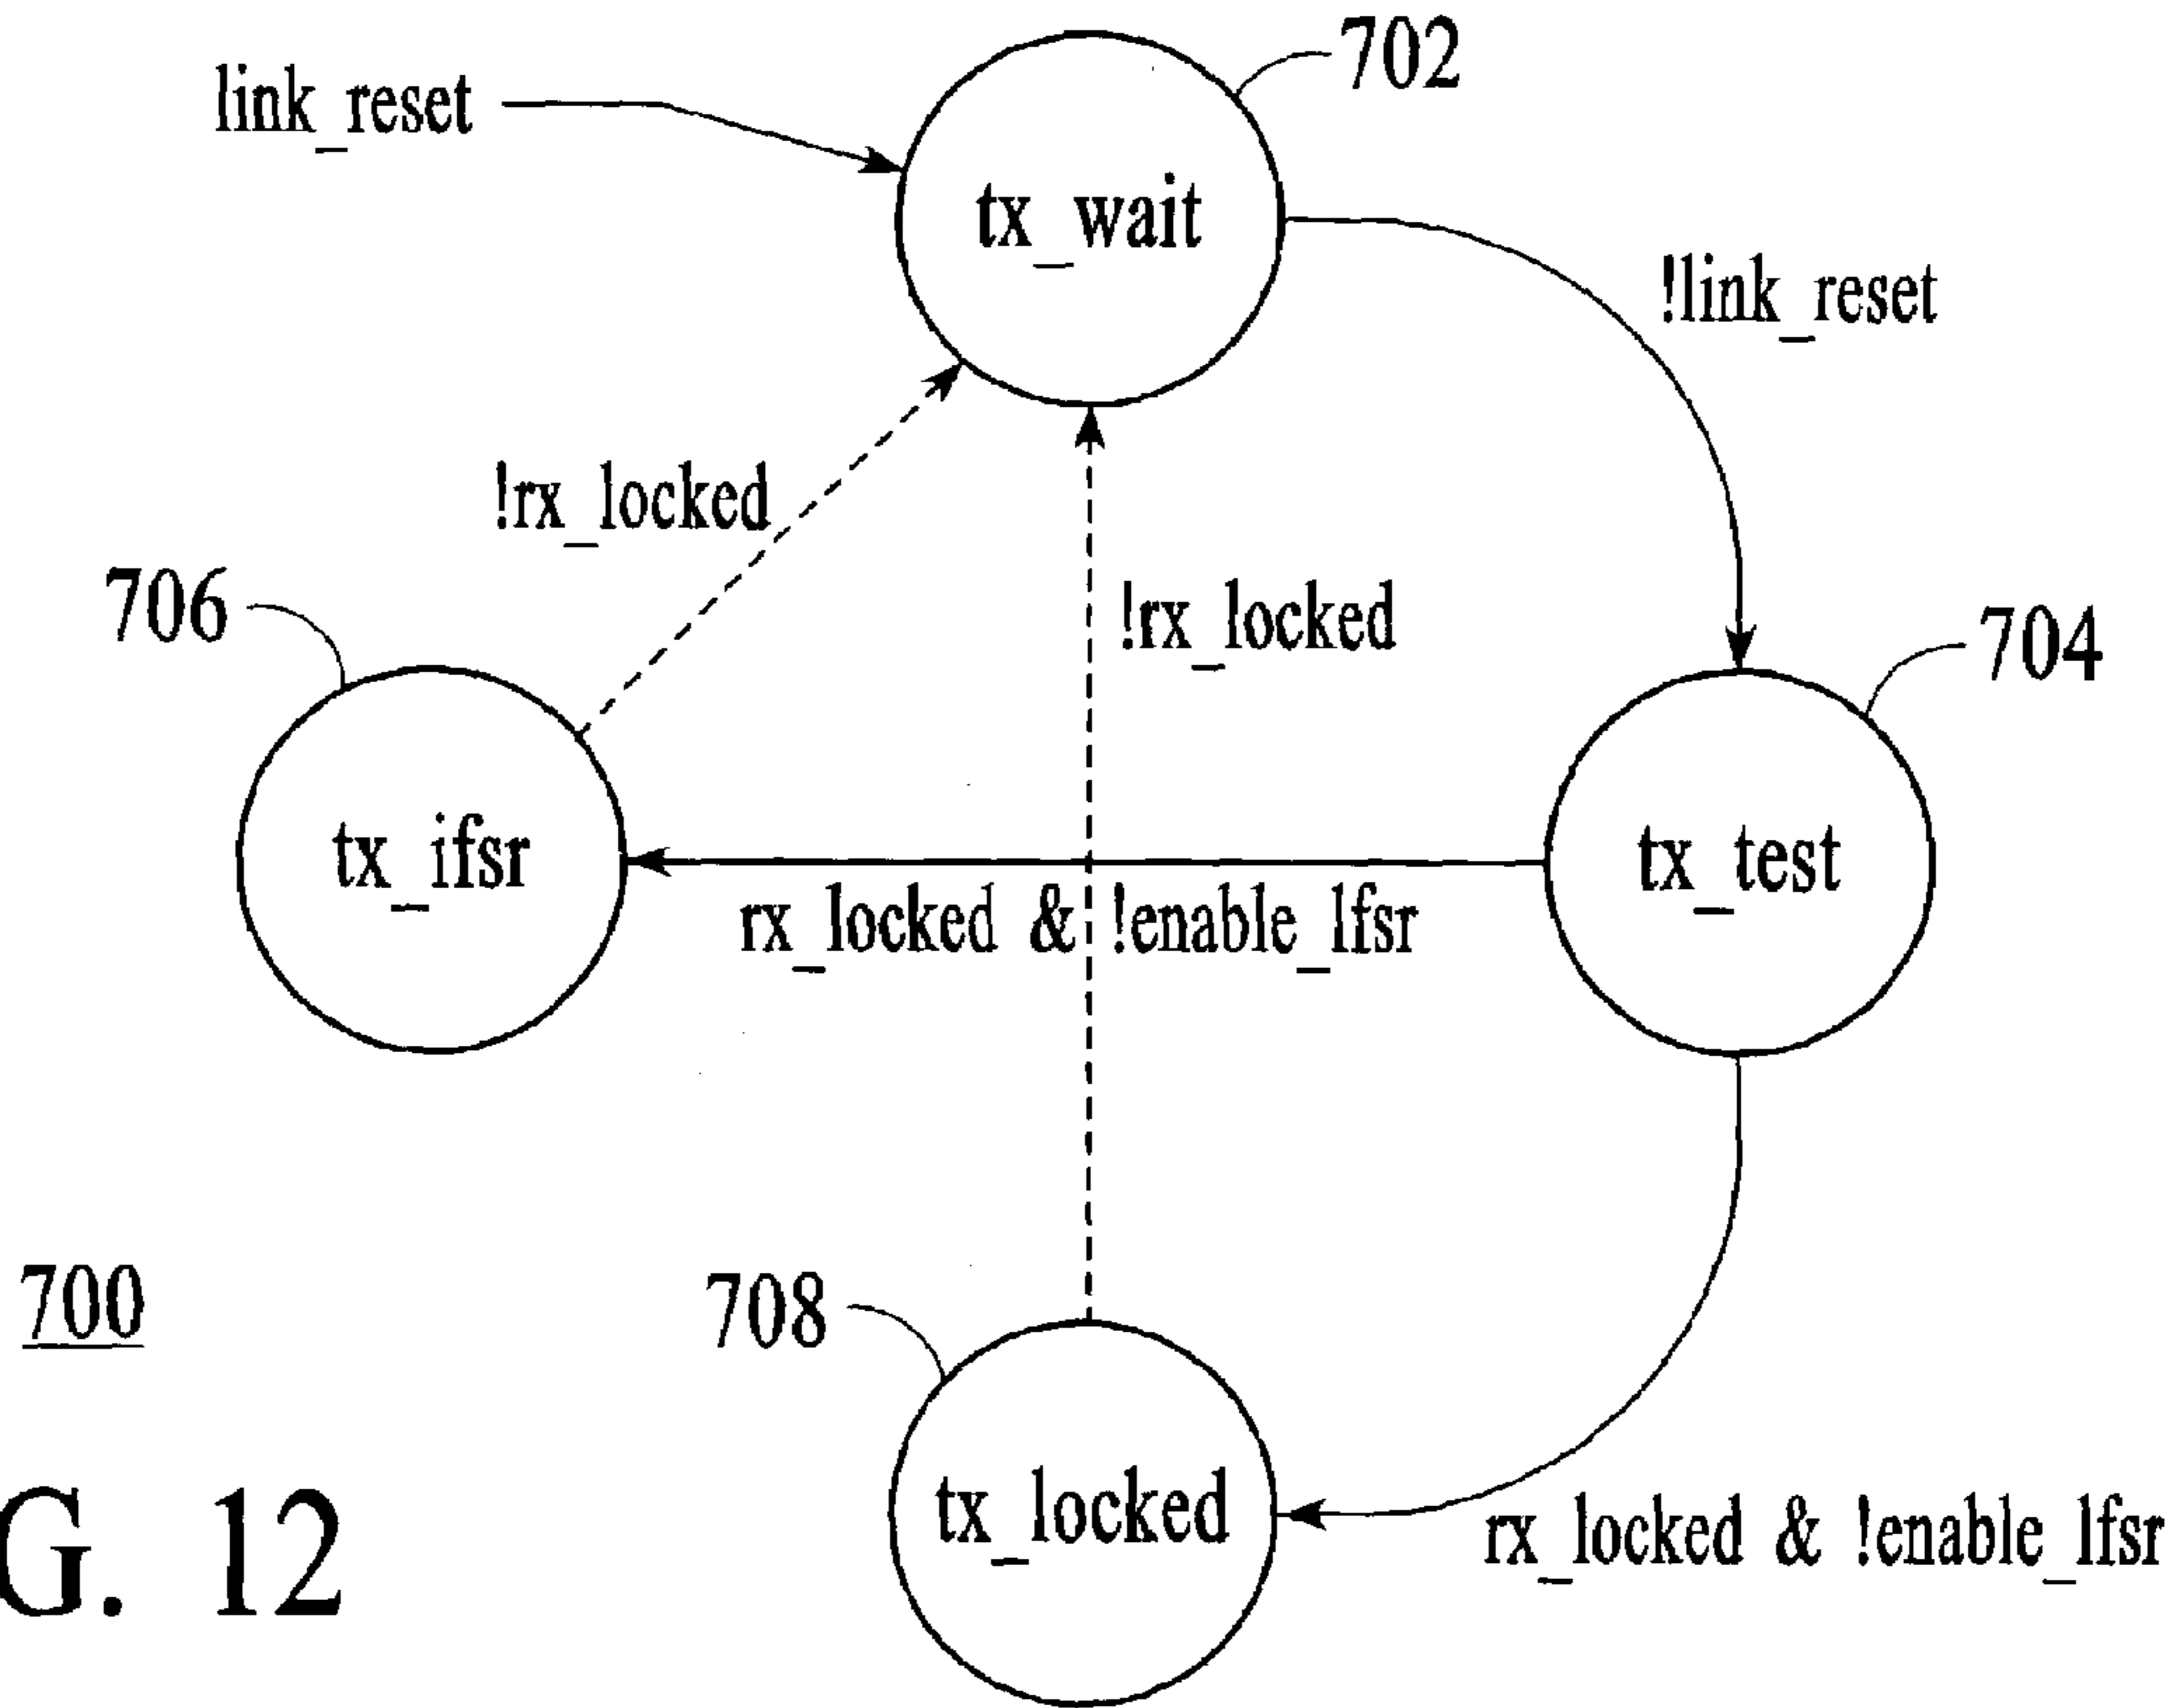 702
link_reset
tx_wait
!link_reset
!rx_locked
!rx_locked
706
704
tx_ifsr
tx_test
rx_locked & !enable_lfsr
700
708
tx_locked
rx_locked & !enable_lfsr
G. 12